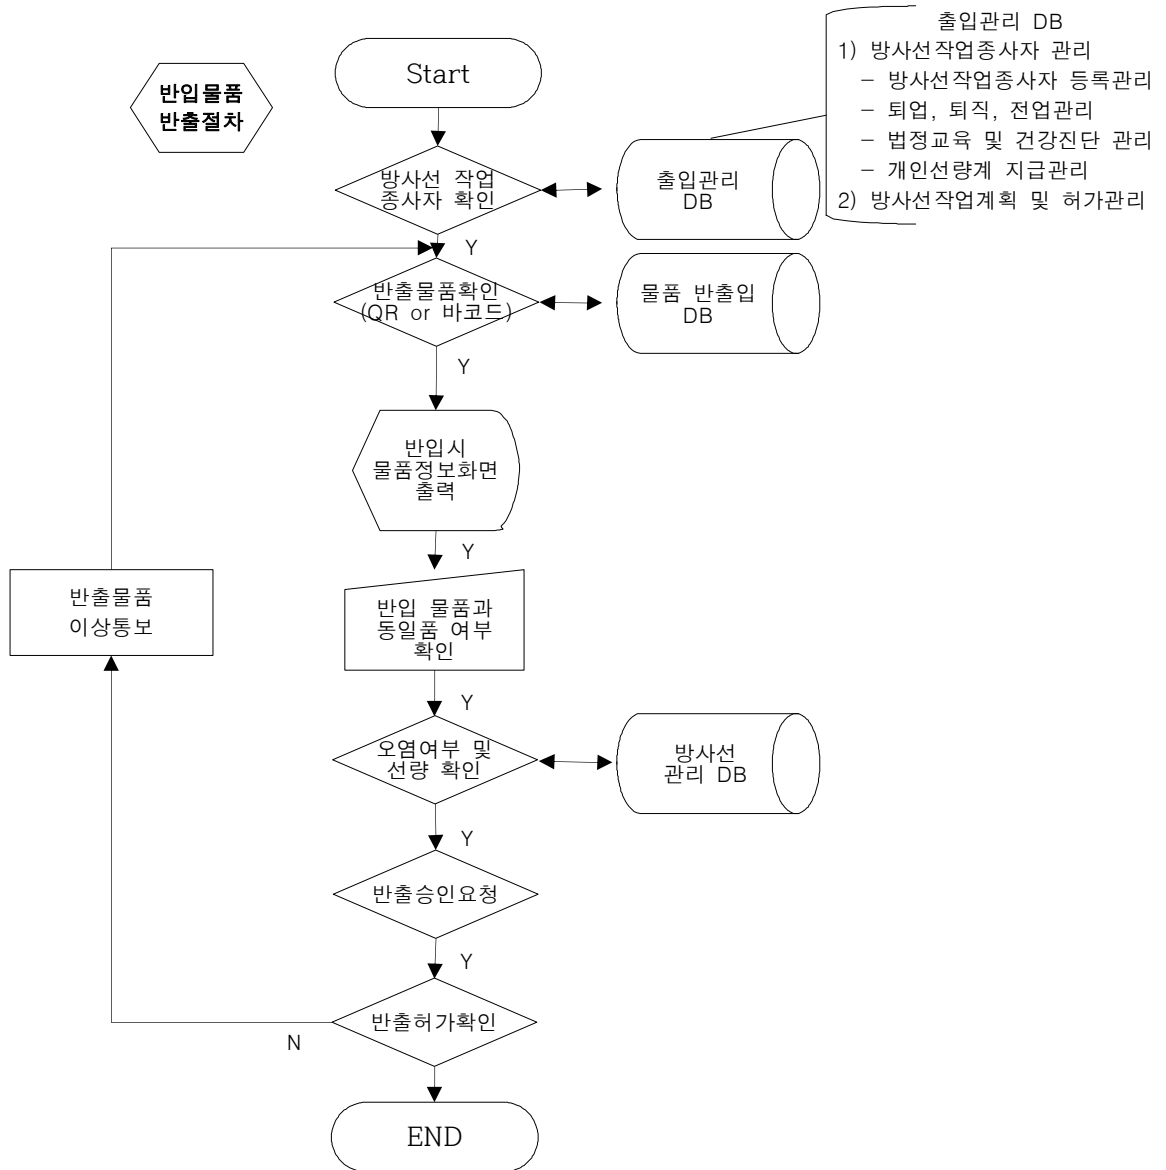 출입관리 DB
1) 방사선작업종사자 관리
- 방사선작업종사자 등록관리
- 퇴업, 퇴직, 전업관리
- 법정교육 및 건강진단 관리
- 개인선량계 지급관리
2) 방사선작업계획 및 허가관리
반입물품
반출절차
Start
방사선 작업
종사자 확인
출입관리
DB
Y
반출물품확인
(QR or 바코드)
물품 반출입
DB
Y
반입시
물품정보화면
출력
Y
반출물품
이상통보
반입 물품과
동일품 여부
확인
Y
오염여부 및
선량 확인
방사선
관리 DB
Y
반출승인요청
Y
반출허가확인
N
END